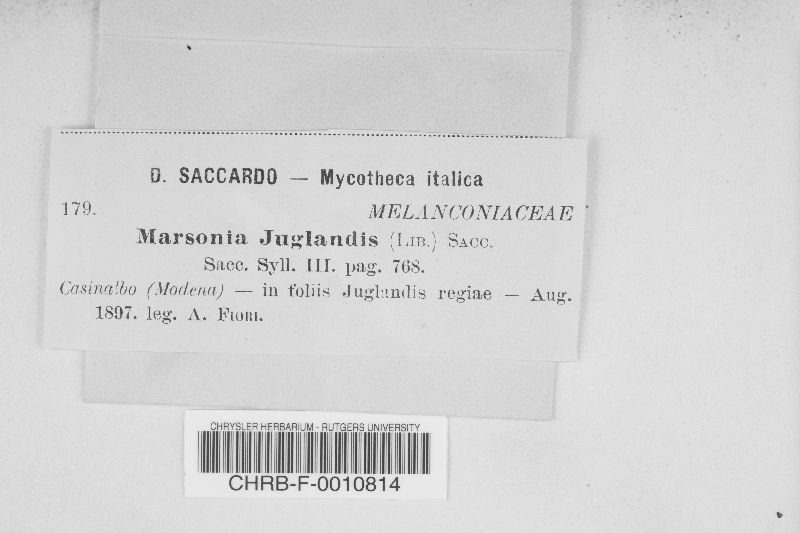 D. SACCARDO — Mycotheca italica
179. MELANCONIACEAE
Marsonia Juglandis (LIB.) SACC.
Sacc. Syll. III. pag. 768.
Casinalbo (Modena) — in foliis Juglandis regiae — Aug.
1897. leg. A. FIORI.
CHRYSLER HERBARIUM - RUTGERS UNIVERSITY
CHRB-F-0010814